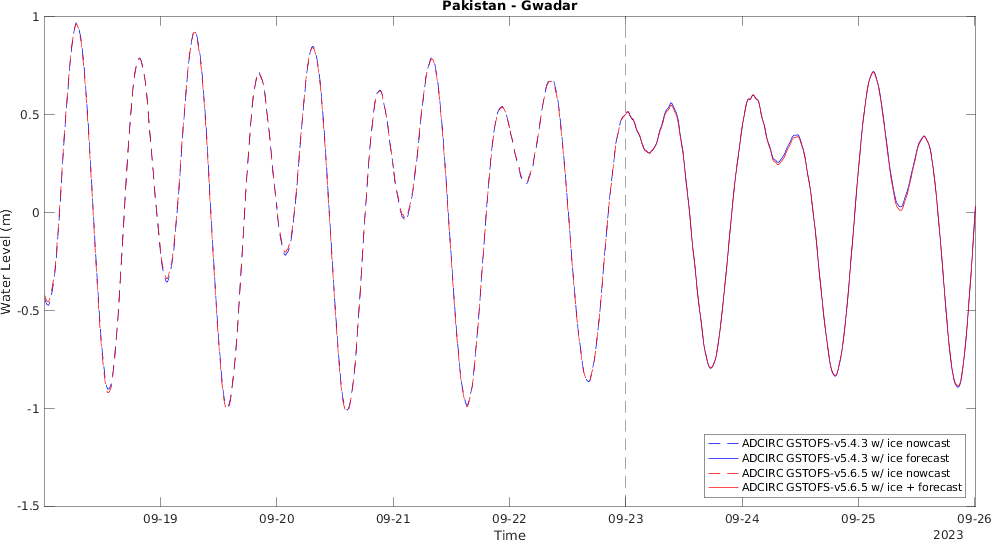 Pakistan - Gwadar
Water Level (m)
1
0.5
0
-0.5
-1
-1.5
09-19
09-20
09-21
09-22
09-23
09-24
09-25
09-26
Time
2023
ADCIRC GSTOFS-v5.4.3 w/ ice nowcast
ADCIRC GSTOFS-v5.4.3 w/ ice forecast
ADCIRC GSTOFS-v5.6.5 w/ ice nowcast
ADCIRC GSTOFS-v5.6.5 w/ ice + forecast